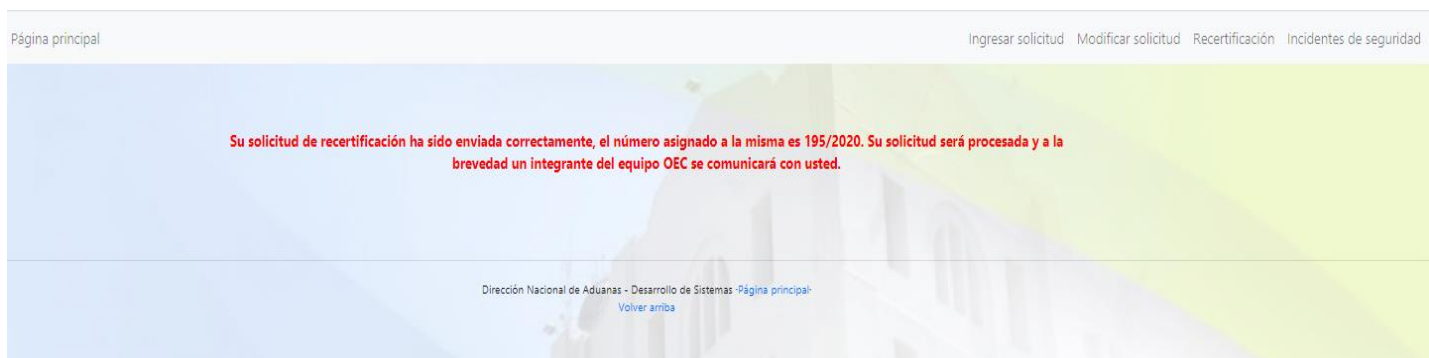 Página principal
Ingresar solicitud Modificar solicitud Recertificación Incidentes de seguridad
Su solicitud de recertificación ha sido enviada correctamente, el número asignado a la misma es 195/2020. Su solicitud será procesada y a la
brevedad un integrante del equipo OEC se comunicará con usted.
Dirección Nacional de Aduanas - Desarrollo de Sistemas -Página principal-
Volver arriba